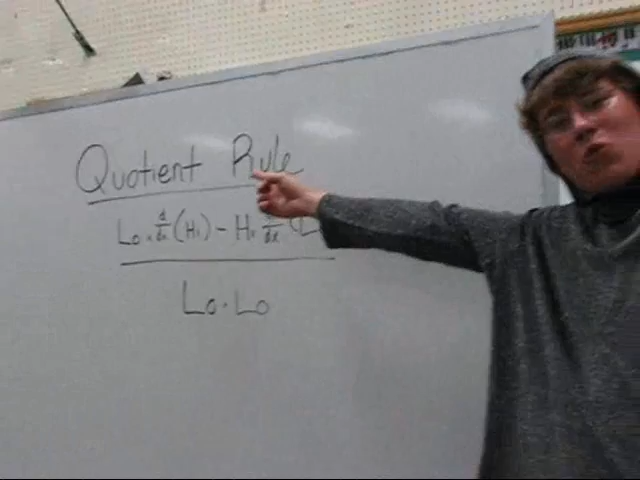 Quotient Rule
Lo · d/dx (Hi) - Hi d/dx (L
Lo · Lo